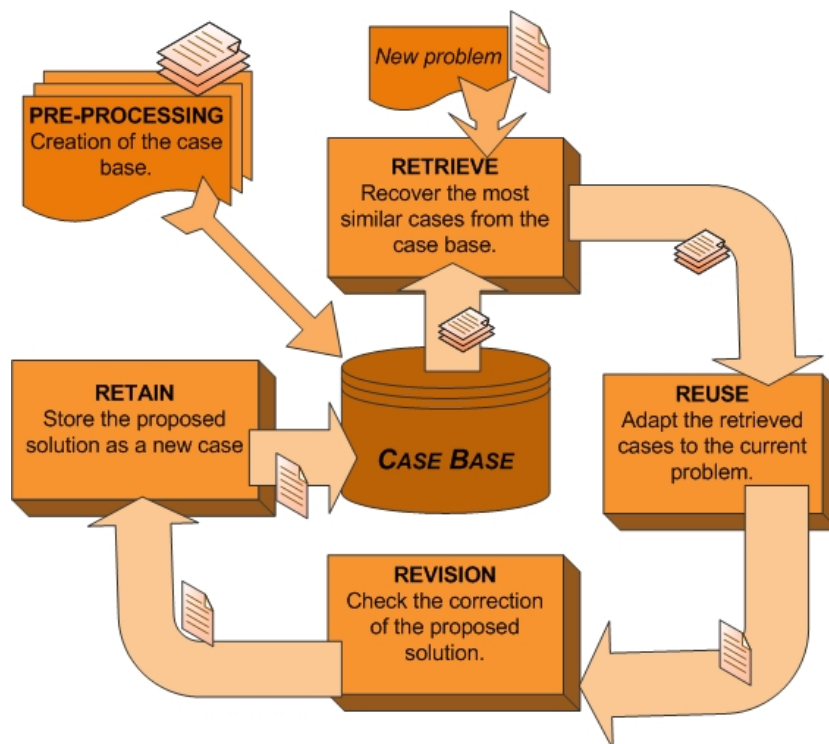 New problem
PRE-PROCESSING
Creation of the case
base.
RETRIEVE
Recover the most
similar cases from the
case base.
RETAIN
Store the proposed
solution as a new case
CASE BASE
REUSE
Adapt the retrieved
cases to the current
problem.
REVISION
Check the correction
of the proposed
solution.